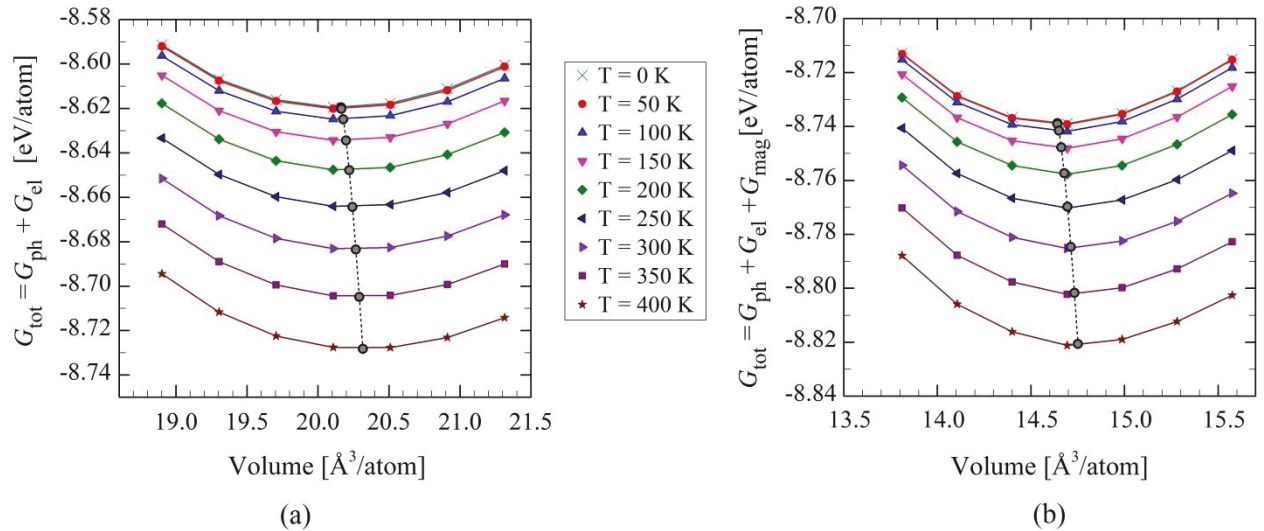 -8.58
-8.60
-8.62
-8.64
-8.66
-8.68
-8.70
-8.72
-8.74
G_tot = G_ph + G_el [eV/atom]
19.0 19.5 20.0 20.5 21.0 21.5
Volume [Å³/atom]
(a)
T = 0 K
T = 50 K
T = 100 K
T = 150 K
T = 200 K
T = 250 K
T = 300 K
T = 350 K
T = 400 K
-8.70
-8.72
-8.74
-8.76
-8.78
-8.80
-8.82
-8.84
G_tot = G_ph + G_el + G_mag [eV/atom]
13.5 14.0 14.5 15.0 15.5
Volume [Å³/atom]
(b)